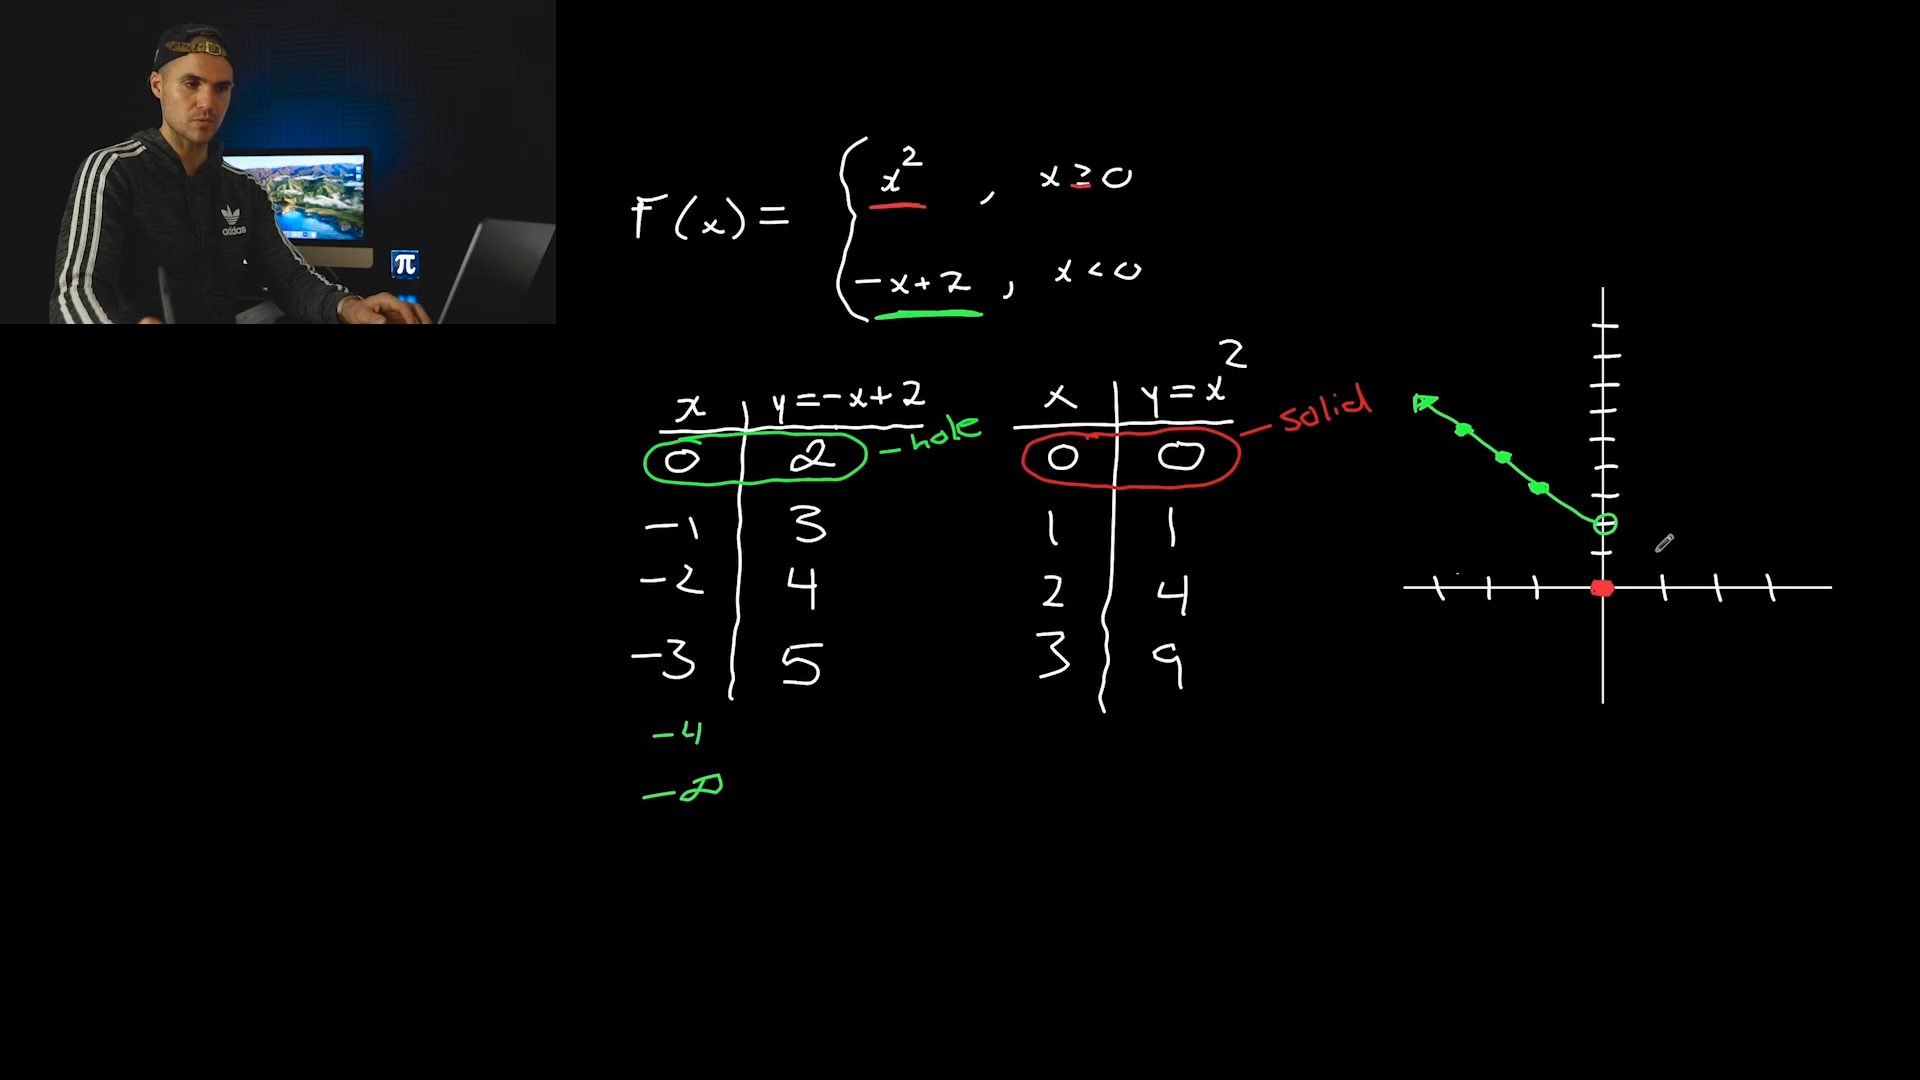 adidas
π
F(x) = { x², x ≥ 0
-x+2, x < 0
x | y=-x+2
0 | 2 - hole
-1 | 3
-2 | 4
-3 | 5
-4
-∞
x | y=x²
0 | 0 - solid
1 | 1
2 | 4
3 | 9